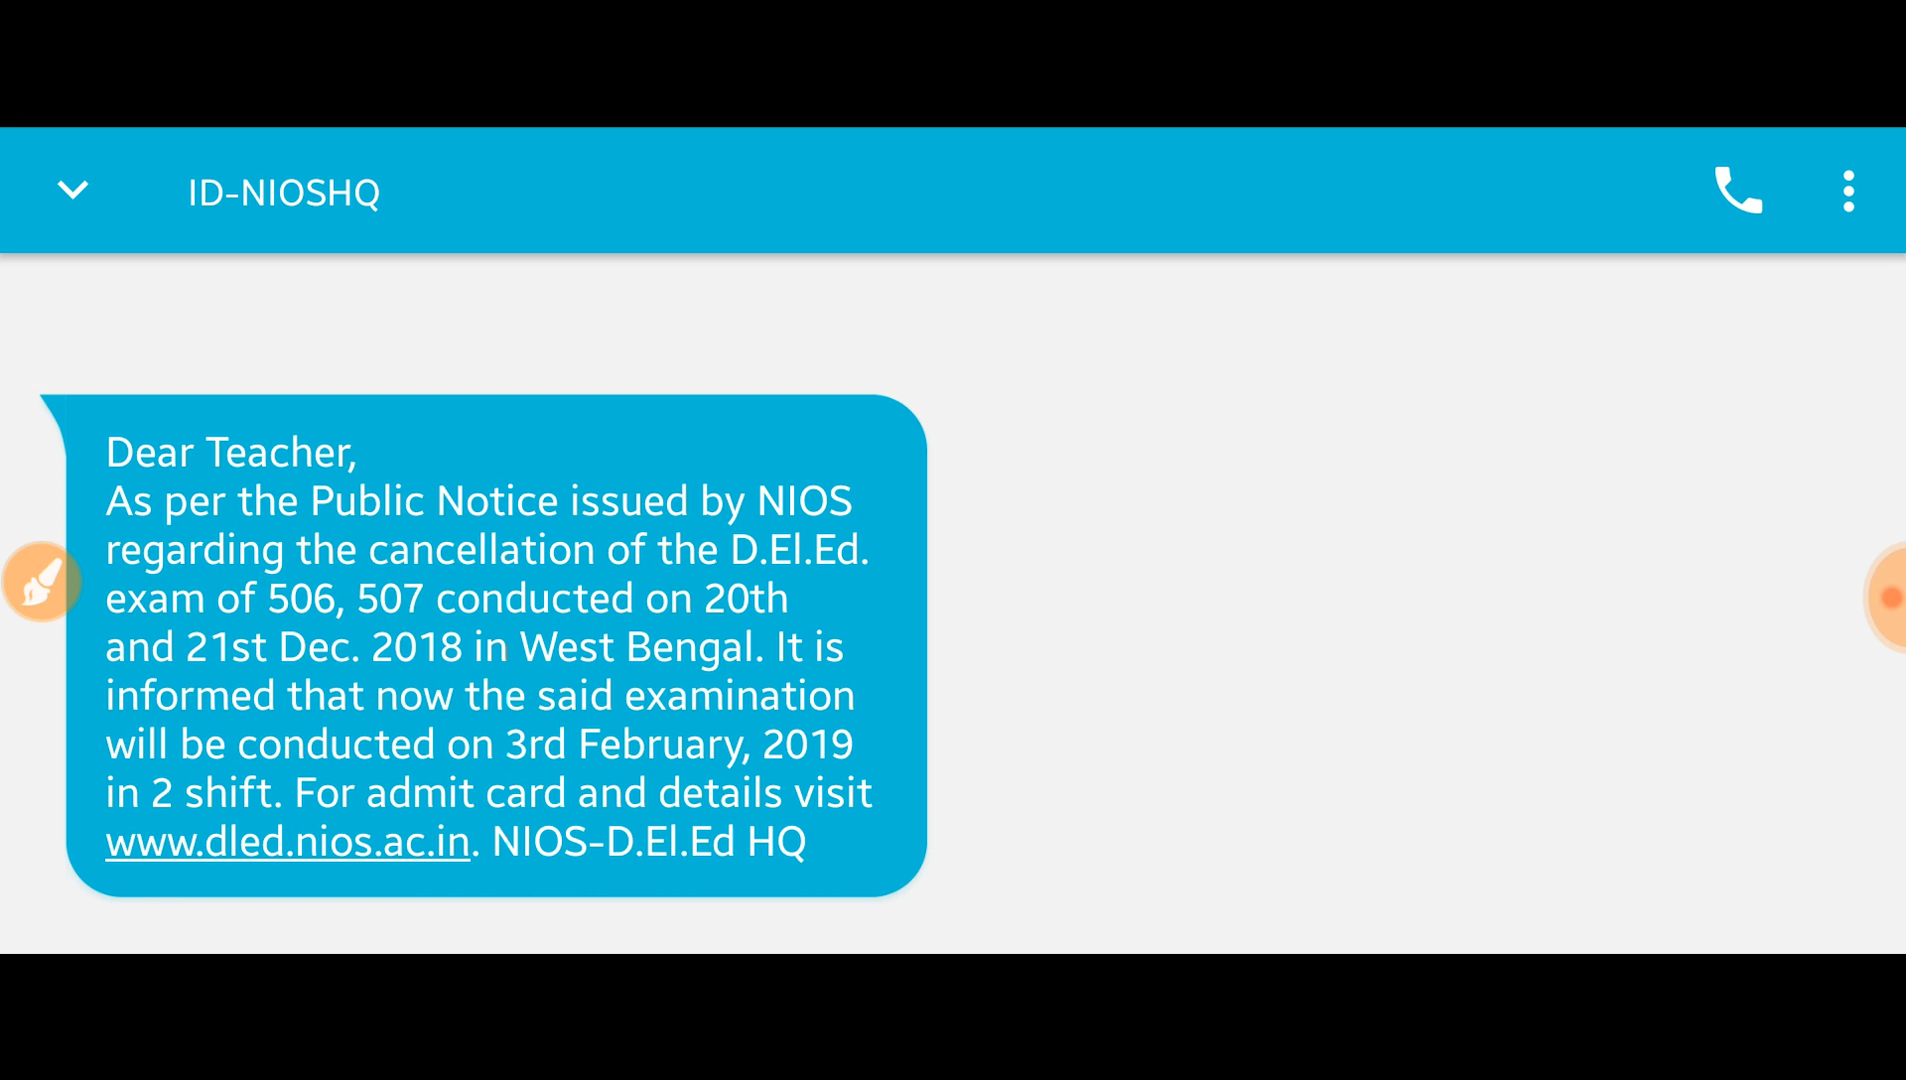 ID-NIOSHQ
Dear Teacher,
As per the Public Notice issued by NIOS
regarding the cancellation of the D.El.Ed.
exam of 506, 507 conducted on 20th
and 21st Dec. 2018 in West Bengal. It is
informed that now the said examination
will be conducted on 3rd February, 2019
in 2 shift. For admit card and details visit
www.dled.nios.ac.in. NIOS-D.El.Ed HQ